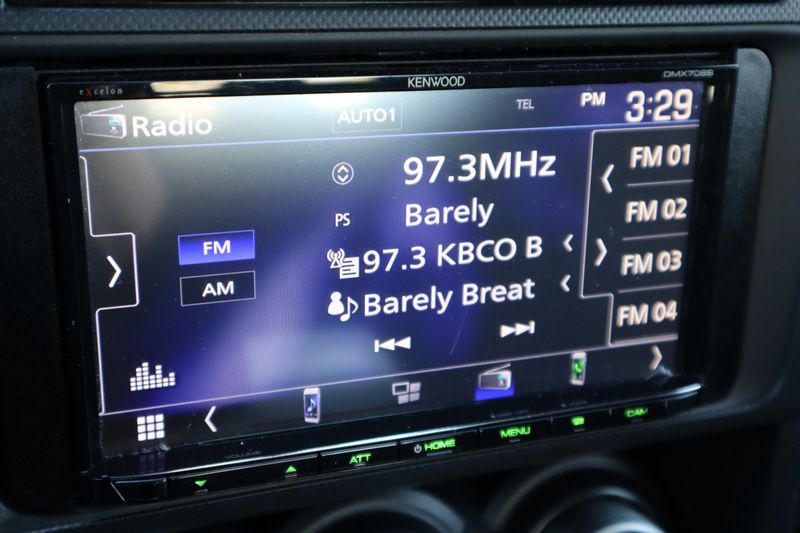 eXcelon
KENWOOD
DMX706S
Radio
AUTO1
TEL
PM 3:29
97.3MHz
PS
Barely
97.3 KBCO B
Barely Breat
FM
AM
FM 01
FM 02
FM 03
FM 04
VOLUME
ATT
HOME
MENU
CAM